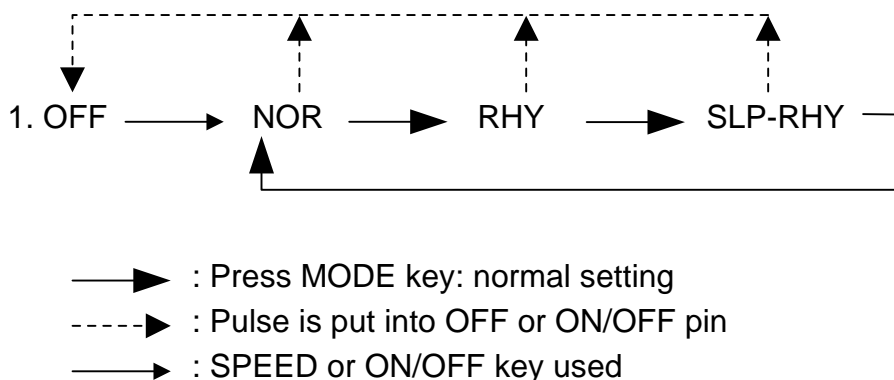 1. OFF NOR RHY SLP-RHY
: Press MODE key: normal setting
: Pulse is put into OFF or ON/OFF pin
: SPEED or ON/OFF key used